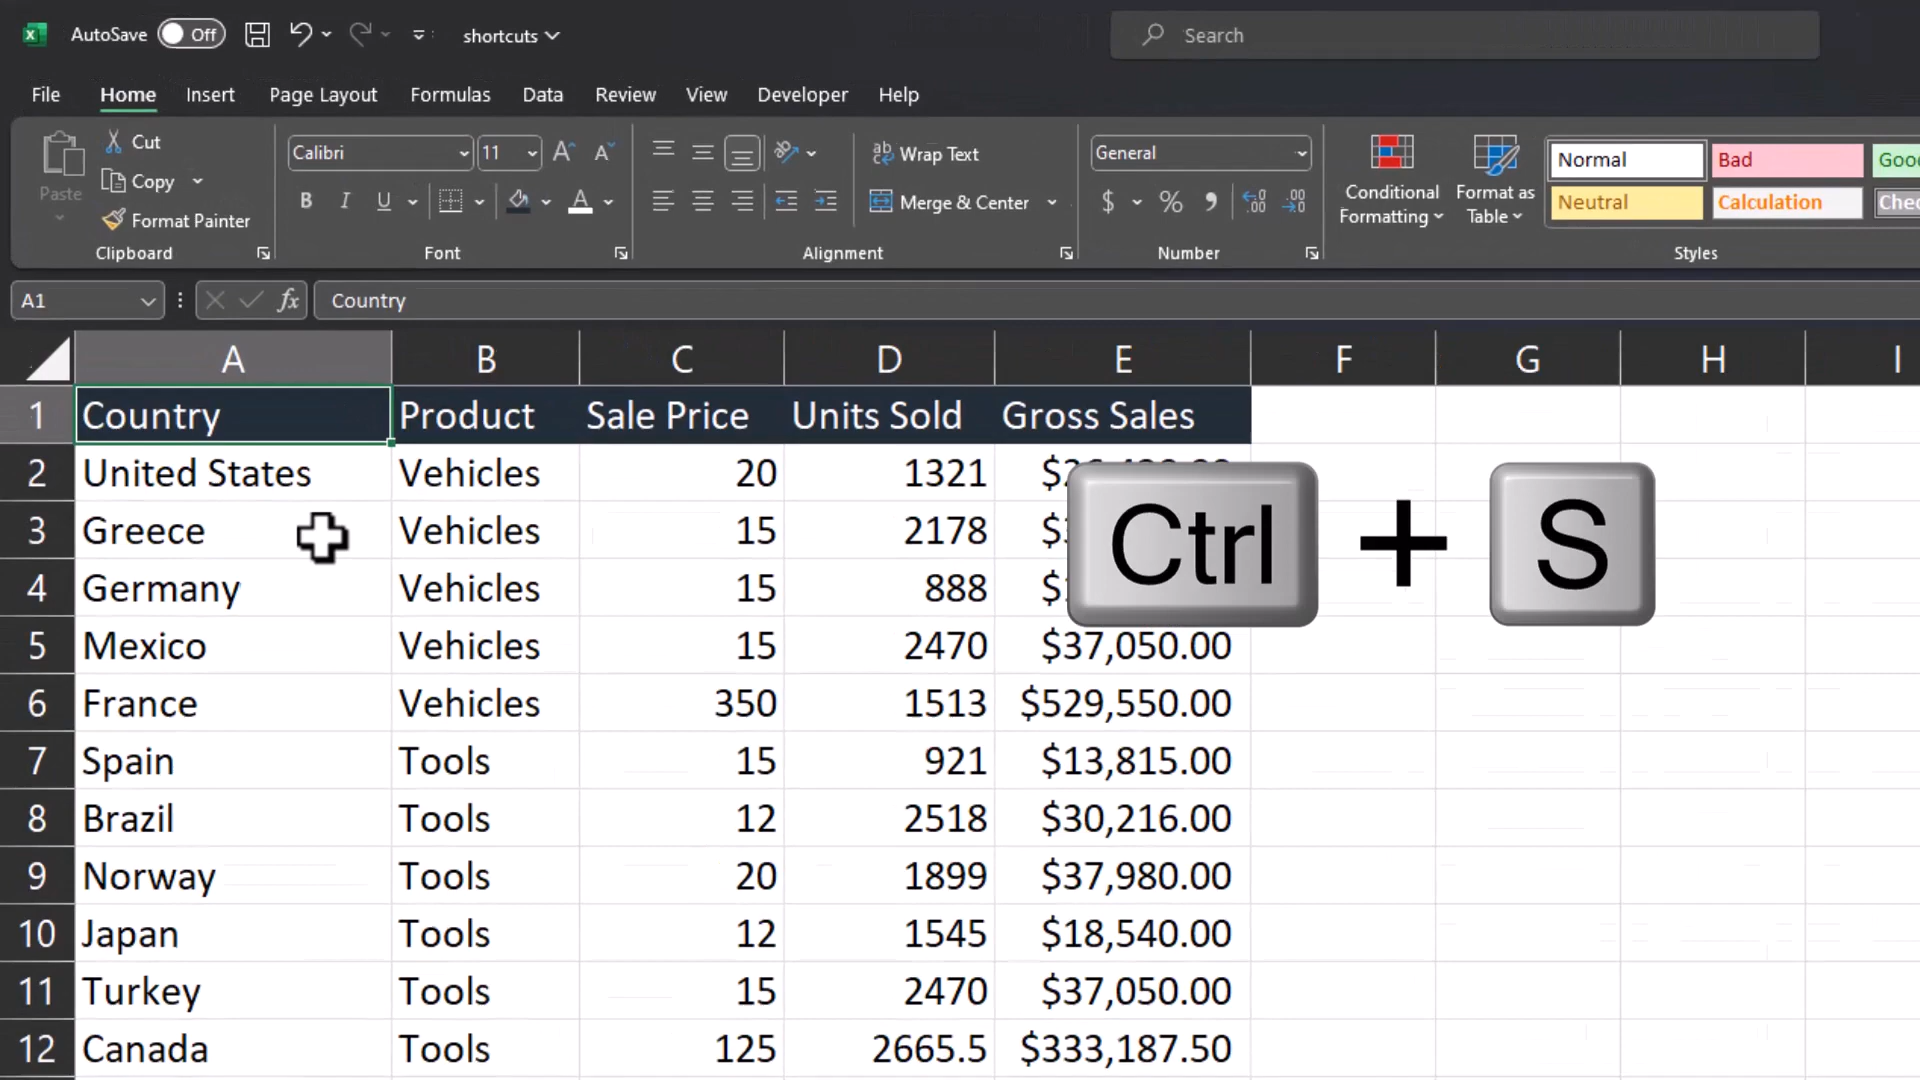 AutoSave Off shortcuts Search
File Home Insert Page Layout Formulas Data Review View Developer Help
Paste Cut Copy Format Painter
Clipboard
Calibri 11
B I U A
Font
Wrap Text
Merge & Center
Alignment
General
$ % 9
Number
Conditional Formatting
Format as Table
Normal Bad
Neutral Calculation
Styles
A1 fx Country
A B C D E F G H I
1 Country Product Sale Price Units Sold Gross Sales
2 United States Vehicles 20 1321
3 Greece Vehicles 15 2178
4 Germany Vehicles 15 888
Ctrl + S
5 Mexico Vehicles 15 2470 $37,050.00
6 France Vehicles 350 1513 $529,550.00
7 Spain Tools 15 921 $13,815.00
8 Brazil Tools 12 2518 $30,216.00
9 Norway Tools 20 1899 $37,980.00
10 Japan Tools 12 1545 $18,540.00
11 Turkey Tools 15 2470 $37,050.00
12 Canada Tools 125 2665.5 $333,187.50